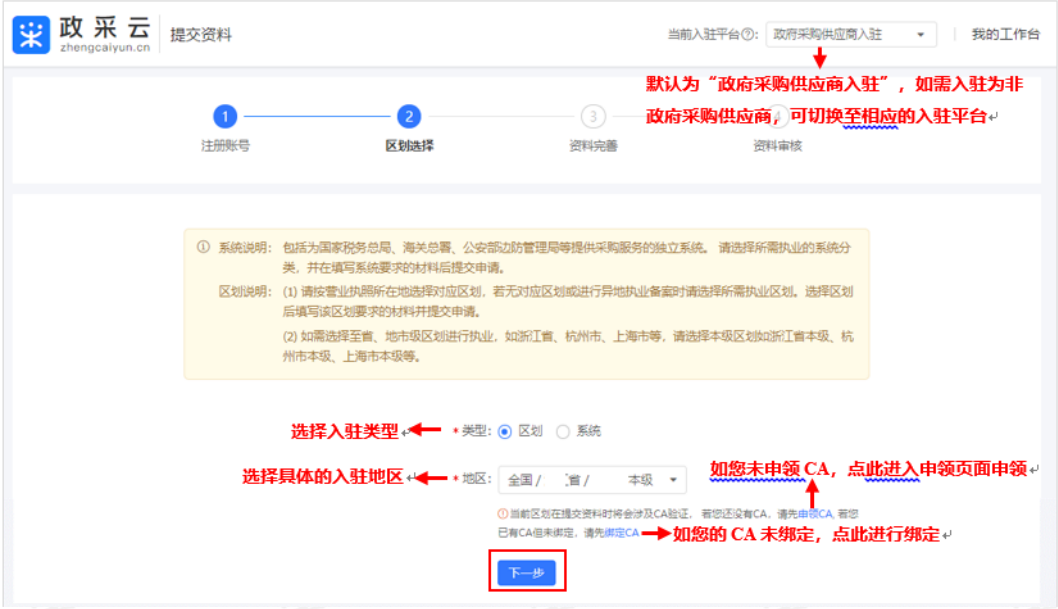 政采云
zhengcaiyun.cn
提交资料
当前入驻平台?: 政府采购供应商入驻
我的工作台
默认为“政府采购供应商入驻”，如需入驻为非
政府采购供应商，可切换至相应的入驻平台
1 2 3 4
注册账号 区划选择 资料完善 资料审核
系统说明: 包括为国家税务总局、海关总署、公安部边防管理局等提供采购服务的独立系统。 请选择所需执业的系统分
类，并在填写系统要求的材料后提交申请。
区划说明: (1) 请按营业执照所在地选择对应区划，若无对应区划或进行异地执业备案时请选择所需执业区划。选择区划
后填写该区划要求的材料并提交申请。
(2) 如需选择至省、地市级区划进行执业，如浙江省、杭州市、上海市等，请选择本级区划如浙江省本级、杭
州市本级、上海市本级等。
选择入驻类型 * 类型: 区划 系统
如您未申领 CA，点此进入申领页面申领
选择具体的入驻地区 * 地区: 全国 / 省 / 本级
当前区划在提交资料时将会涉及CA验证， 若您还没有CA，请先申领CA, 若您
已有CA但未绑定，请先绑定CA 如您的 CA 未绑定，点此进行绑定
下一步